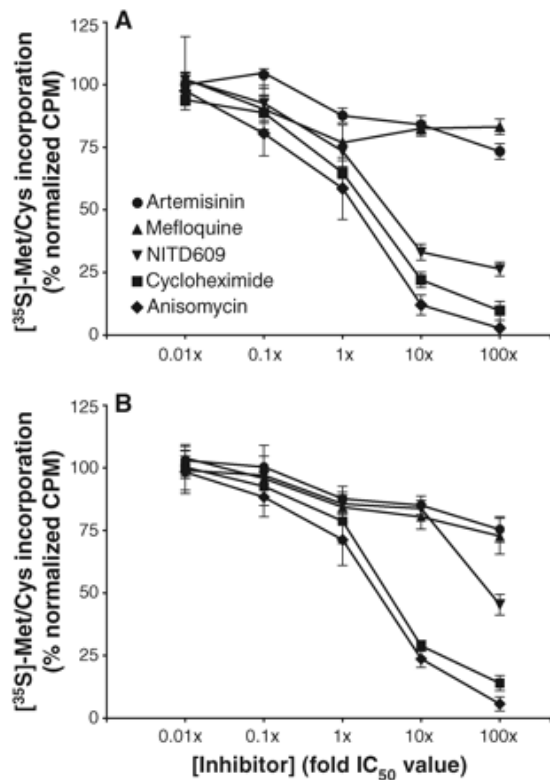 A
[³⁵S]-Met/Cys incorporation
(% normalized CPM)
125
100
75
50
25
0
Artemisinin
Mefloquine
NITD609
Cycloheximide
Anisomycin
0.01x 0.1x 1x 10x 100x
B
[³⁵S]-Met/Cys incorporation
(% normalized CPM)
125
100
75
50
25
0
0.01x 0.1x 1x 10x 100x
[Inhibitor] (fold IC₅₀ value)